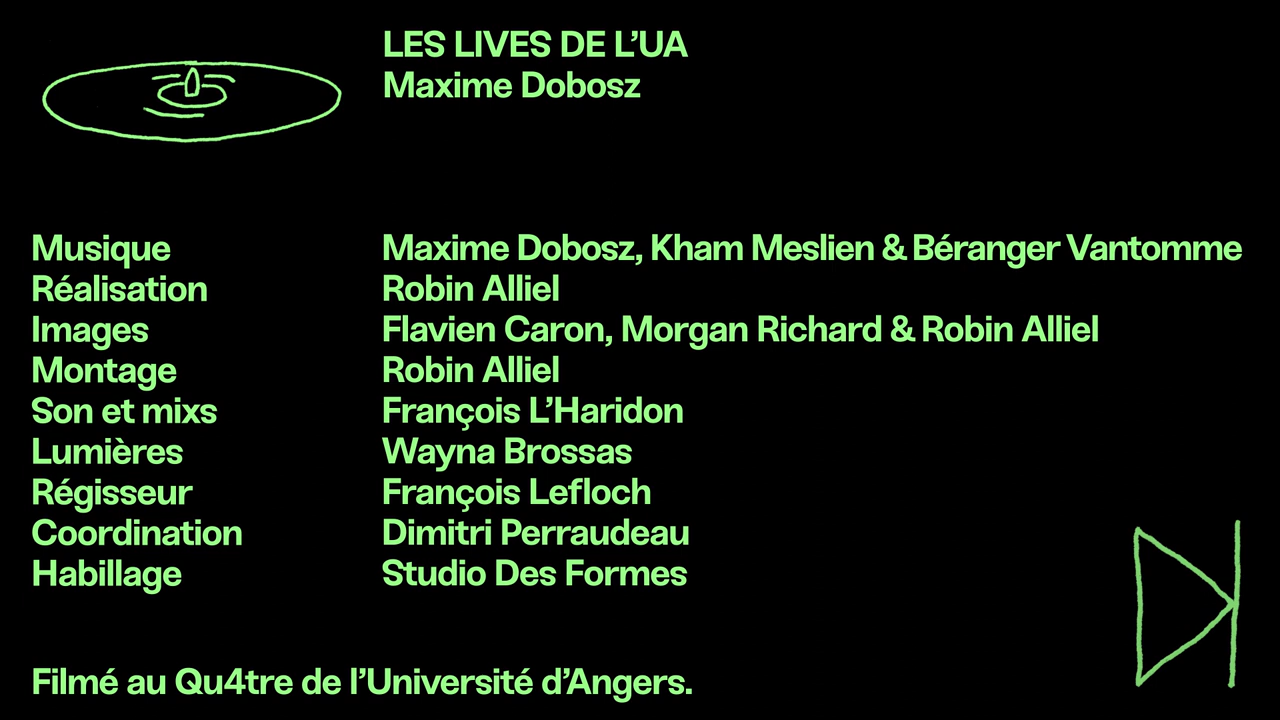 LES LIVES DE L’UA
Maxime Dobosz
Musique Maxime Dobosz, Kham Meslien & Béranger Vantomme
Réalisation Robin Alliel
Images Flavien Caron, Morgan Richard & Robin Alliel
Montage Robin Alliel
Son et mixs François L’Haridon
Lumières Wayna Brossas
Régisseur François Lefloch
Coordination Dimitri Perraudeau
Habillage Studio Des Formes
Filmé au Qu4tre de l’Université d’Angers.